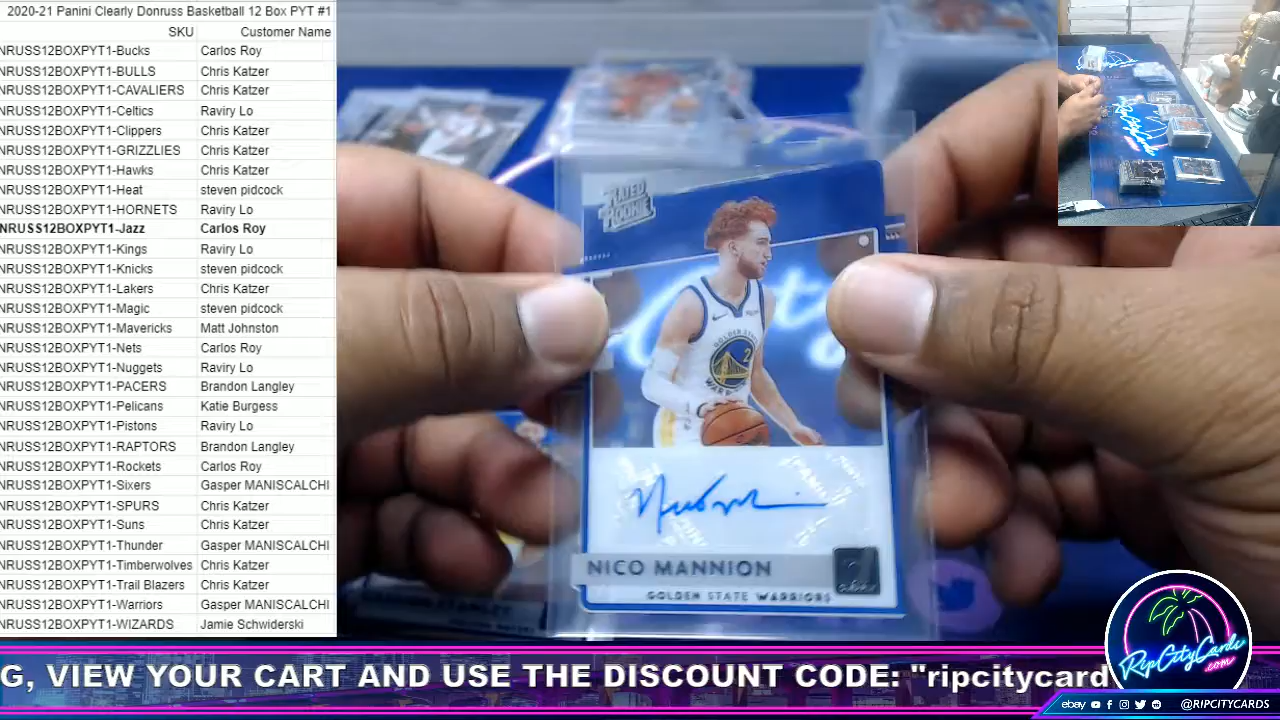 2020-21 Panini Clearly Donruss Basketball 12 Box PYT #1
SKU Customer Name
NRUSS12BOXPYT1-Bucks Carlos Roy
NRUSS12BOXPYT1-BULLS Chris Katzer
NRUSS12BOXPYT1-CAVALIERS Chris Katzer
NRUSS12BOXPYT1-Celtics Raviry Lo
NRUSS12BOXPYT1-Clippers Chris Katzer
NRUSS12BOXPYT1-GRIZZLIES Chris Katzer
NRUSS12BOXPYT1-Hawks Chris Katzer
NRUSS12BOXPYT1-Heat steven pidcock
NRUSS12BOXPYT1-HORNETS Raviry Lo
NRUSS12BOXPYT1-Jazz Carlos Roy
NRUSS12BOXPYT1-Kings Raviry Lo
NRUSS12BOXPYT1-Knicks steven pidcock
NRUSS12BOXPYT1-Lakers Chris Katzer
NRUSS12BOXPYT1-Magic steven pidcock
NRUSS12BOXPYT1-Mavericks Matt Johnston
NRUSS12BOXPYT1-Nets Carlos Roy
NRUSS12BOXPYT1-Nuggets Raviry Lo
NRUSS12BOXPYT1-PACERS Brandon Langley
NRUSS12BOXPYT1-Pelicans Katie Burgess
NRUSS12BOXPYT1-Pistons Raviry Lo
NRUSS12BOXPYT1-RAPTORS Brandon Langley
NRUSS12BOXPYT1-Rockets Carlos Roy
NRUSS12BOXPYT1-Sixers Gasper MANISCALCHI
NRUSS12BOXPYT1-SPURS Chris Katzer
NRUSS12BOXPYT1-Suns Chris Katzer
NRUSS12BOXPYT1-Thunder Gasper MANISCALCHI
NRUSS12BOXPYT1-Timberwolves Chris Katzer
NRUSS12BOXPYT1-Trail Blazers Chris Katzer
NRUSS12BOXPYT1-Warriors Gasper MANISCALCHI
NRUSS12BOXPYT1-WIZARDS Jamie Schwiderski
RATED
ROOKIE
GOLDEN STATE
2
WARRIORS
NICO MANNION
GOLDEN STATE WARRIORS
G, VIEW YOUR CART AND USE THE DISCOUNT CODE: "ripcitycard
RipCityCards
.com
ebay @RIPCITYCARDS